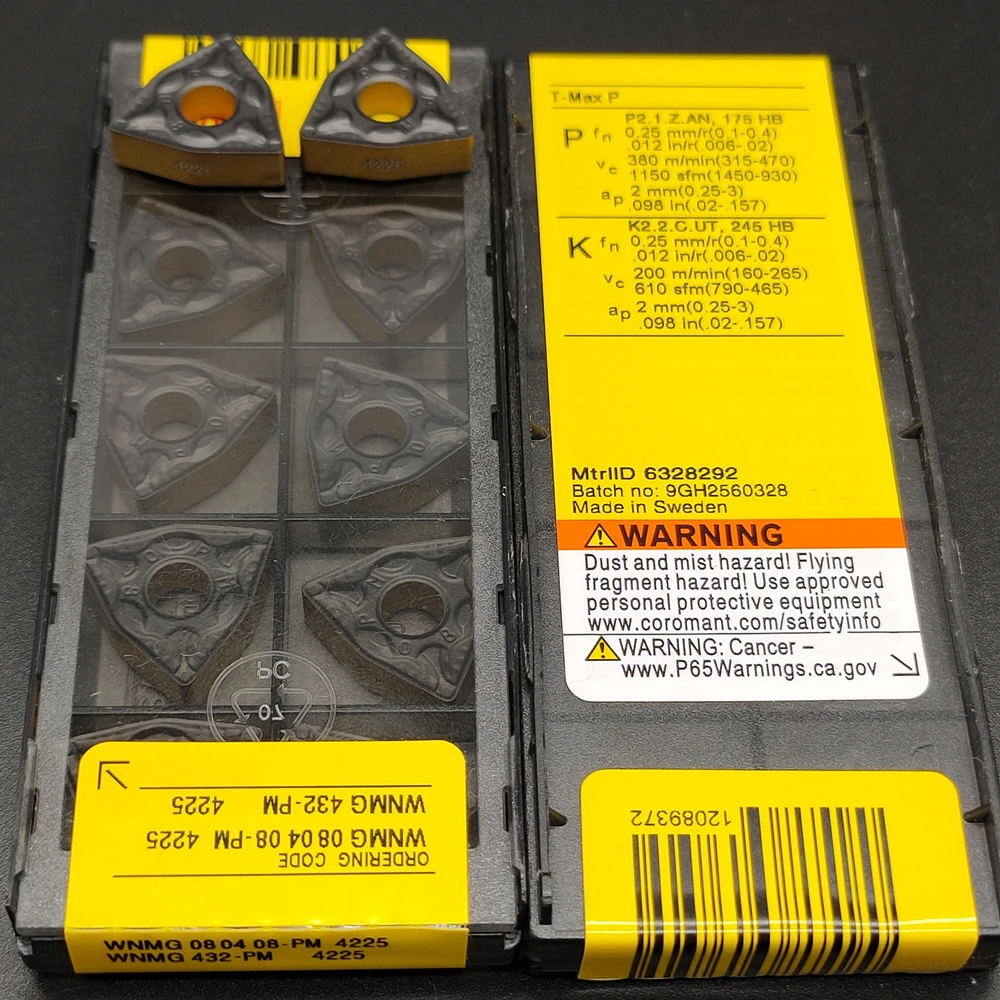 4225
4225
PC
70
WNMG 432-PM 4225
WNMG 08 04 08-PM 4225
ORDERING CODE
WNMG 08 04 08-PM 4225
WNMG 432-PM 4225
T-Max P
P P2.1.Z.AN, 175 HB
fn 0.25 mm/r(0.1-0.4)
.012 in/r(.006-.02)
vc 380 m/min(315-470)
1150 sfm(1450-930)
ap 2 mm(0.25-3)
.098 in(.02-.157)
K K2.2.C.UT, 245 HB
fn 0.25 mm/r(0.1-0.4)
.012 in/r(.006-.02)
vc 200 m/min(160-265)
610 sfm(790-465)
ap 2 mm(0.25-3)
.098 in(.02-.157)
MtrlID 6328292
Batch no: 9GH2560328
Made in Sweden
WARNING
Dust and mist hazard! Flying
fragment hazard! Use approved
personal protective equipment
www.coromant.com/safetyinfo
WARNING: Cancer –
www.P65Warnings.ca.gov
12089372